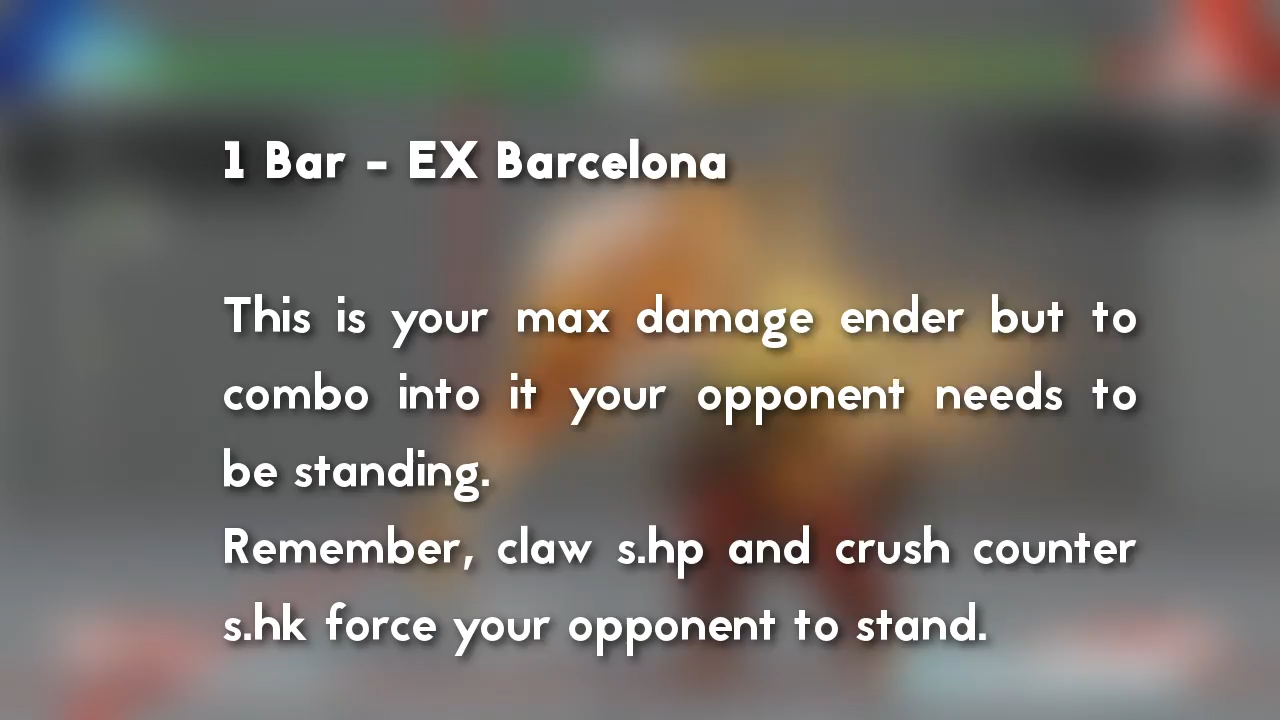 1 Bar - EX Barcelona
This is your max damage ender but to
combo into it your opponent needs to
be standing.
Remember, claw s.hp and crush counter
s.hk force your opponent to stand.